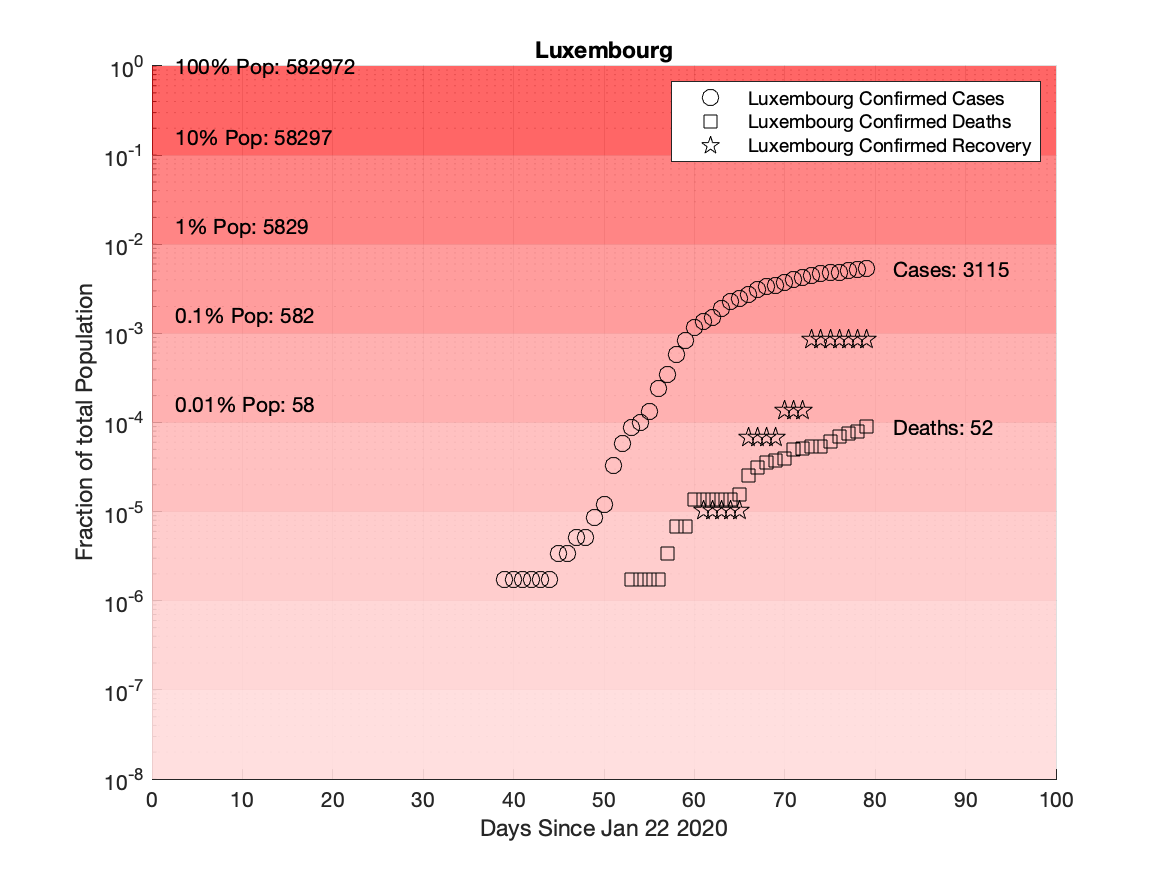 Luxembourg
10^0
10^-1
10^-2
10^-3
10^-4
10^-5
10^-6
10^-7
10^-8
Fraction of total Population
100% Pop: 582972
10% Pop: 58297
1% Pop: 5829
0.1% Pop: 582
0.01% Pop: 58
Luxembourg Confirmed Cases
Luxembourg Confirmed Deaths
Luxembourg Confirmed Recovery
Cases: 3115
Deaths: 52
0 10 20 30 40 50 60 70 80 90 100
Days Since Jan 22 2020